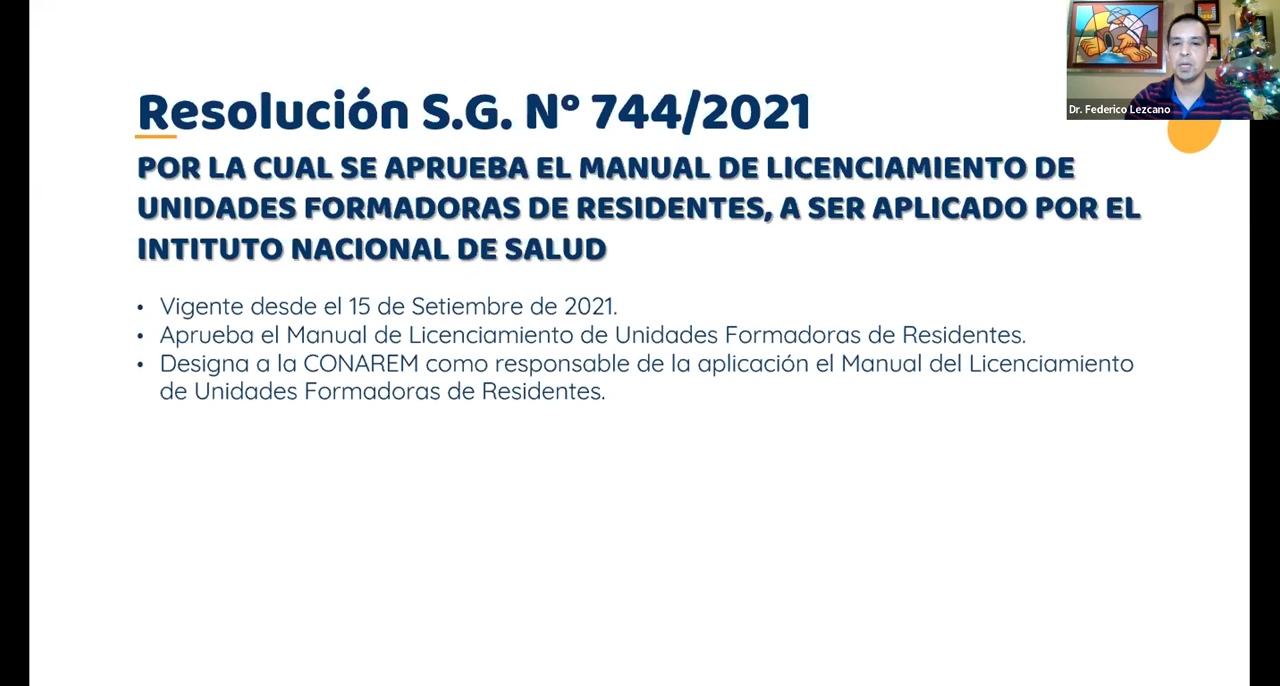 Resolución S.G. N° 744/2021
POR LA CUAL SE APRUEBA EL MANUAL DE LICENCIAMIENTO DE
UNIDADES FORMADORAS DE RESIDENTES, A SER APLICADO POR EL
INTITUTO NACIONAL DE SALUD
• Vigente desde el 15 de Setiembre de 2021.
• Aprueba el Manual de Licenciamiento de Unidades Formadoras de Residentes.
• Designa a la CONAREM como responsable de la aplicación el Manual del Licenciamiento
de Unidades Formadoras de Residentes.
Dr. Federico Lezcano